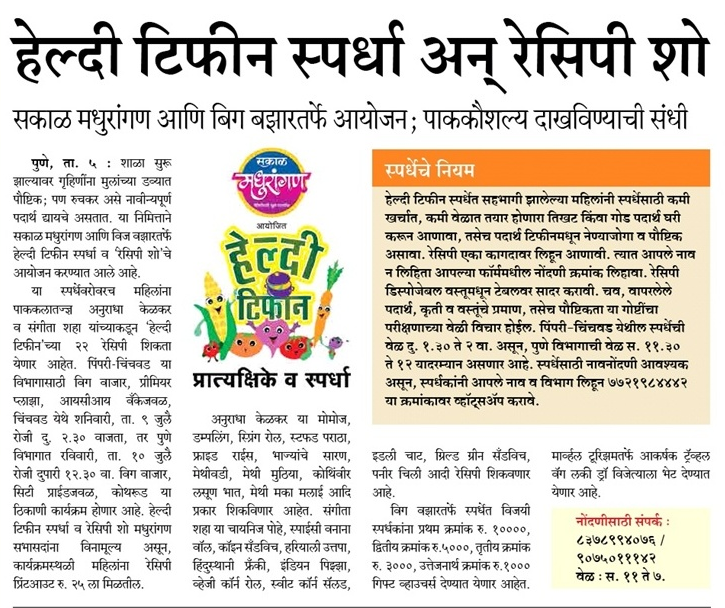 हेल्दी टिफीन स्पर्धा अन् रेसिपी शो
सकाळ मधुरांगण आणि बिग बझारतर्फे आयोजन; पाककौशल्य दाखविण्याची संधी
पुणे, ता. ५ : शाळा सुरू
झाल्यावर गृहिणींना मुलांच्या डब्यात
पौष्टिक; पण रुचकर असे नावीन्यपूर्ण
पदार्थ द्यायचे असतात. या निमित्ताने
सकाळ मधुरांगण आणि विज वझारतर्फे
हेल्दी टिफीन स्पर्धा व 'रेसिपी शो'चे
आयोजन करण्यात आले आहे.
या स्पर्धेबरोबरच महिलांना
पाककलातज्ज्ञ अनुराधा केळकर
व संगीता शहा यांच्याकडून 'हेल्दी
टिफीन'च्या २२ रेसिपी शिकता
येणार आहेत. पिंपरी-चिंचवड या
विभागासाठी विग वाजार, प्रीमियर
प्लाझा, आयसीआय बँकेजवळ,
चिंचवड येथे शनिवारी, ता. ९ जुलै
रोजी दु. २.३० वाजता, तर पुणे
विभागात रविवारी, ता. १० जुलै
रोजी दुपारी १२.३० वा. विग वाजार,
सिटी प्राईडजवळ, कोथरूड या
ठिकाणी कार्यक्रम होणार आहे. हेल्दी
टिफीन स्पर्धा व रेसिपी शो मधुरांगण
सभासदांना विनामूल्य असून,
कार्यक्रमस्थळी महिलांना रेसिपी
प्रिंटआउट रु. २५ ला मिळतील.
सकाळ
मधुरांगण
आयोजित
हेल्दी
टिफीन
प्रात्यक्षिके व स्पर्धा
अनुराधा केळकर या मोमोज,
डम्पलिंग, स्प्रिंग रोल, स्टफड पराठा,
फ्राइड राईस, भाज्यांचे सारण,
मेथीवडी, मेथी मुठिया, कोथिंवीर
लसूण भात, मेथी मका मलाई आदि
प्रकार शिकविणार आहेत. संगीता
शहा या चायनिज पोहे, स्पाईसी वनाना
वॉल, कॉइन सँडविच, हरियाली उत्तपा,
हिंदुस्थानी फ्रँकी, इंडियन पिझ्झा,
व्हेजी कॉर्न रोल, स्वीट कॉर्न सॅलड,
स्पर्धेचे नियम
हेल्दी टिफीन स्पर्धेत सहभागी झालेल्या महिलांनी स्पर्धेसाठी कमी
खर्चात, कमी वेळात तयार होणारा तिखट किंवा गोड पदार्थ घरी
करून आणावा, तसेच पदार्थ टिफीनमधून नेण्याजोगा व पौष्टिक
असावा. रेसिपी एका कागदावर लिहून आणावी. त्यात आपले नाव
न लिहिता आपल्या फॉर्ममधील नोंदणी क्रमांक लिहावा. रेसिपी
डिस्पोजेबल वस्तूमधून टेबलवर सादर करावी. चव, वापरलेले
पदार्थ, कृती व वस्तूंचे प्रमाण, तसेच पौष्टिकता या गोष्टींचा
परीक्षणाच्या वेळी विचार होईल. पिंपरी-चिंचवड येथील स्पर्धेची
वेळ दु. १.३० ते २ वा. असून, पुणे विभागाची वेळ स. ११.३०
ते १२ यादरम्यान असणार आहे. स्पर्धेसाठी नावनोंदणी आवश्यक
असून, स्पर्धकांनी आपले नाव व विभाग लिहून ७७२१९८४४४२
या क्रमांकावर व्हॉट्सअ‍ॅप करावे.
इडली चाट, ग्रिल्ड ग्रीन सँडविच,
पनीर चिली आदी रेसिपी शिकवणार
आहे.
विग वझारतर्फे स्पर्धेत विजयी
स्पर्धकांना प्रथम क्रमांक रु. १००००,
द्वितीय क्रमांक रु.५०००, तृतीय क्रमांक
रु. ३०००, उत्तेजनार्थ क्रमांक रु.१०००
गिफ्ट व्हाउचर्स देण्यात येणार आहेत.
मार्व्हल टूरिझमतर्फे आकर्षक ट्रॅव्हल
वॅग लकी ड्रॉ विजेत्याला भेट देण्यात
येणार आहे.
नोंदणीसाठी संपर्क :
८३७८९९४०७६ /
९०७५०१११४२
वेळ : स. ११ ते ७.